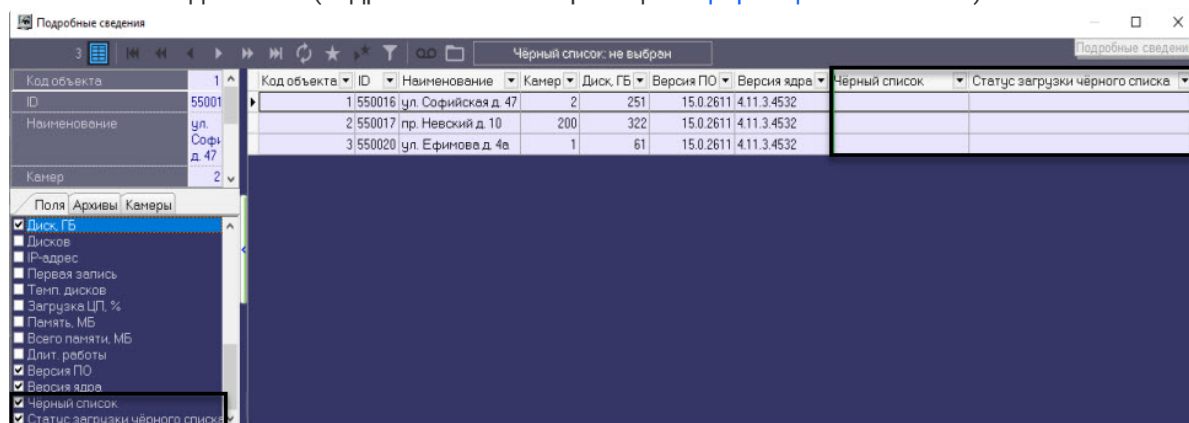 Подробные сведения
3 Чёрный список: не выбран
Подробные сведени
Код объекта 1
ID 55001
Наименование ул. Софи д. 47
Камер 2
Поля Архивы Камеры
Диск, ГБ
Дисков
IP-адрес
Первая запись
Темп. дисков
Загрузка ЦП, %
Память, МБ
Всего памяти, МБ
Длит. работы
Версия ПО
Версия ядра
Чёрный список
Статус загрузки чёрного списка
Код объекта ID Наименование Камер Диск, ГБ Версия ПО Версия ядра Чёрный список Статус загрузки чёрного списка
1 550016 ул. Софийская д. 47 2 251 15.0.2611 4.11.3.4532
2 550017 пр. Невский д. 10 200 322 15.0.2611 4.11.3.4532
3 550020 ул. Ефимова д. 4а 1 61 15.0.2611 4.11.3.4532